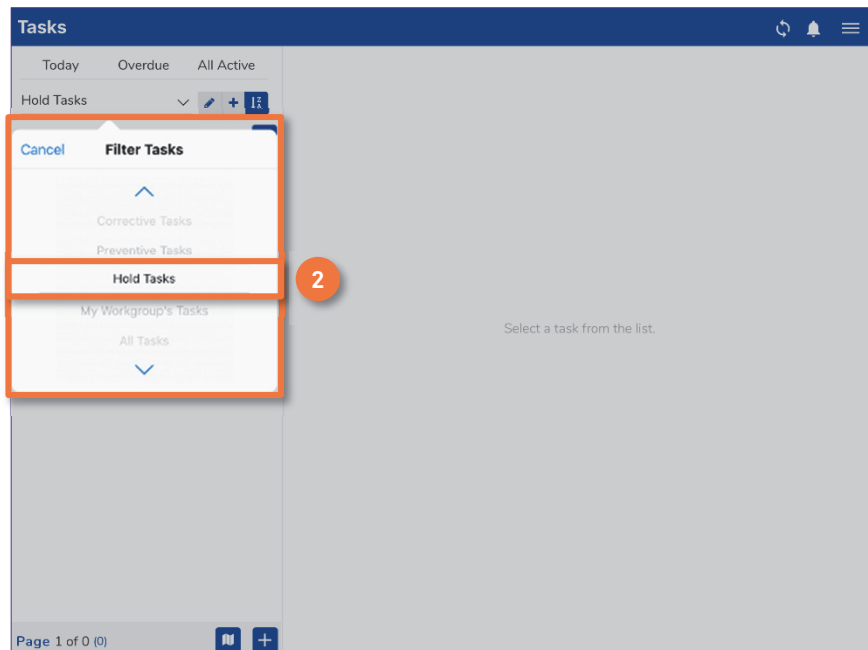 Tasks
Today Overdue All Active
Hold Tasks
Cancel Filter Tasks
Corrective Tasks
Preventive Tasks
Hold Tasks
2
My Workgroup's Tasks
All Tasks
Select a task from the list.
Page 1 of 0 (0)